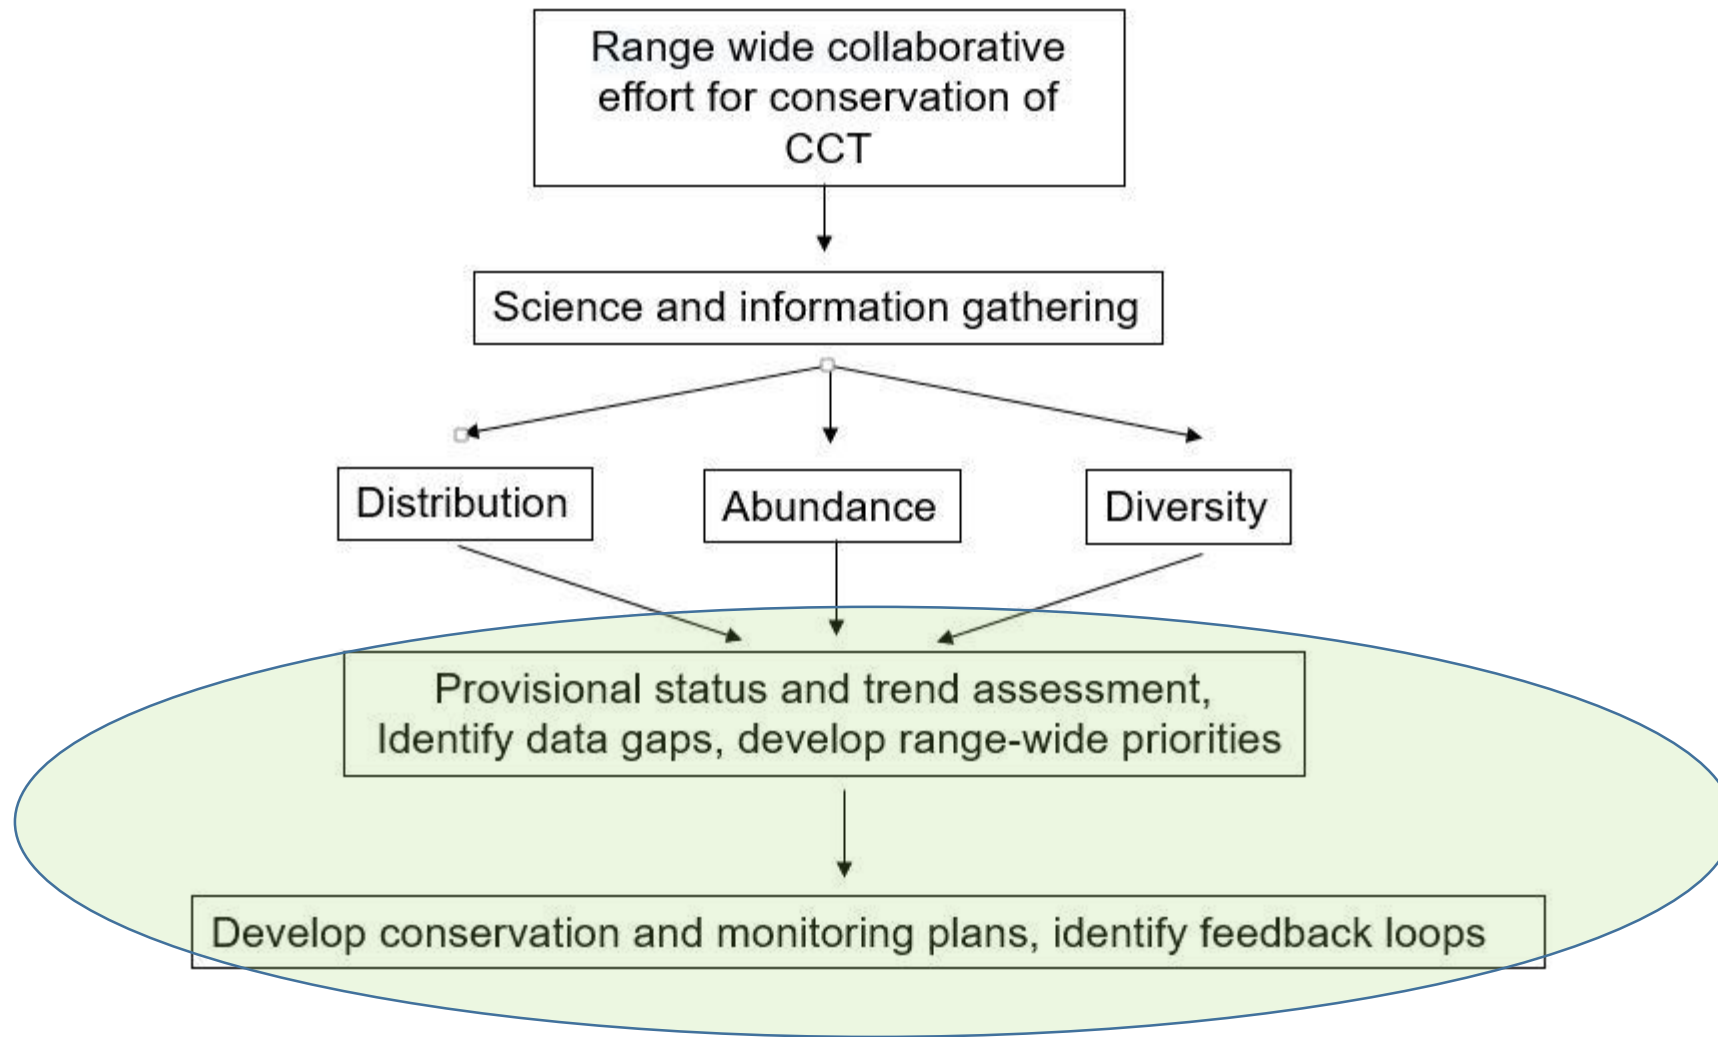 Range wide collaborative
effort for conservation of
CCT
Science and information gathering
Distribution
Abundance
Diversity
Provisional status and trend assessment,
Identify data gaps, develop range-wide priorities
Develop conservation and monitoring plans, identify feedback loops